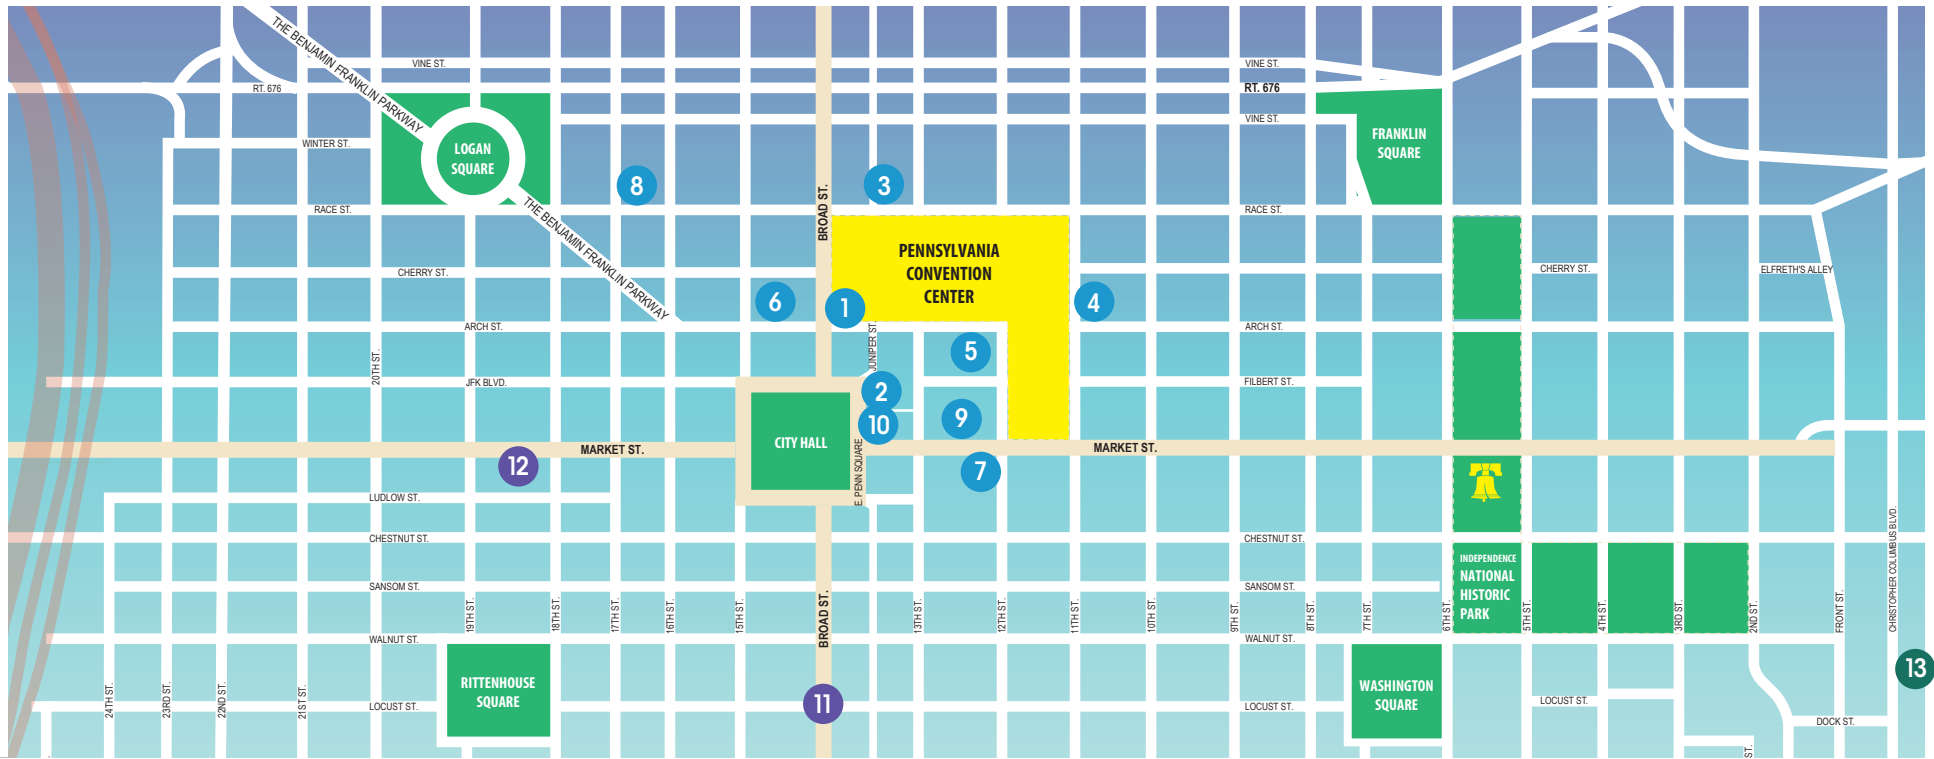 THE BENJAMIN FRANKLIN PARKWAY
VINE ST.
VINE ST.
RT. 676
RT. 676
VINE ST.
WINTER ST.
LOGAN
SQUARE
FRANKLIN
SQUARE
8
3
RACE ST.
BROAD ST.
RACE ST.
THE BENJAMIN FRANKLIN PARKWAY
PENNSYLVANIA
CONVENTION
CENTER
CHERRY ST.
CHERRY ST.
ELFRETH'S ALLEY
6
1
4
ARCH ST.
JUNIPER ST.
ARCH ST.
5
20TH ST.
JFK BLVD.
FILBERT ST.
2
10
9
CITY HALL
MARKET ST.
MARKET ST.
12
7
E. PENN SQUARE
LUDLOW ST.
CHESTNUT ST.
CHESTNUT ST.
CHRISTOPHER COLUMBUS BLVD.
INDEPENDENCE
NATIONAL
HISTORIC
PARK
SANSOM ST.
SANSOM ST.
19TH ST.
18TH ST.
17TH ST.
16TH ST.
15TH ST.
BROAD ST.
13TH ST.
12TH ST.
11TH ST.
10TH ST.
9TH ST.
8TH ST.
7TH ST.
6TH ST.
5TH ST.
4TH ST.
3RD ST.
2ND ST.
FRONT ST.
WALNUT ST.
WALNUT ST.
13
24TH ST.
23RD ST.
22ND ST.
21ST ST.
RITTENHOUSE
SQUARE
WASHINGTON
SQUARE
LOCUST ST.
11
LOCUST ST.
LOCUST ST.
DOCK ST.
ST.